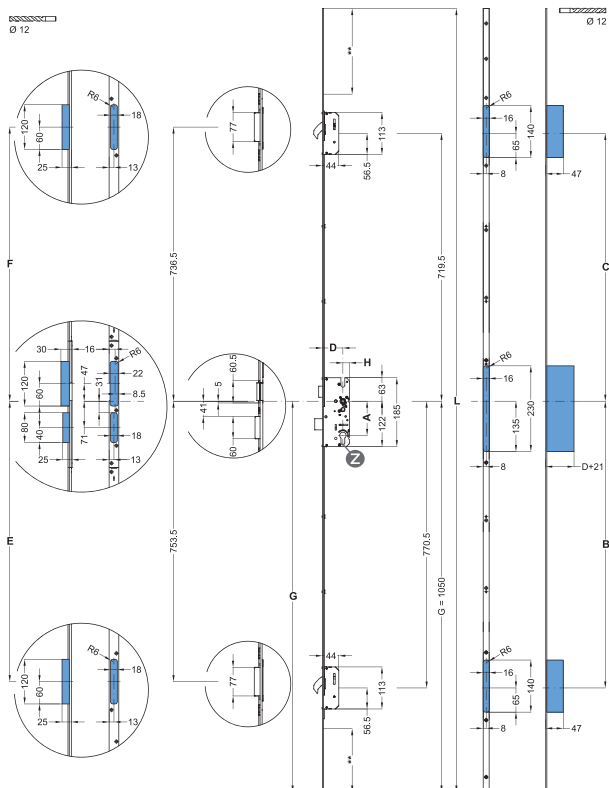 Ø 12
Ø 12
**
R6
R6
120
60
18
25
13
77
113
44
56.5
16
140
65
8
47
F
736.5
719.5
C
D
H
L
30
16
R6
47
22
31
8.5
120
60
80
40
71
18
25
13
60.5
5
41
60
63
A
185
122
Z
R6
16
230
135
8
D+21
E
753.5
G
770.5
G = 1050
B
R6
120
60
18
25
13
77
44
113
56.5
**
R6
16
140
65
8
47